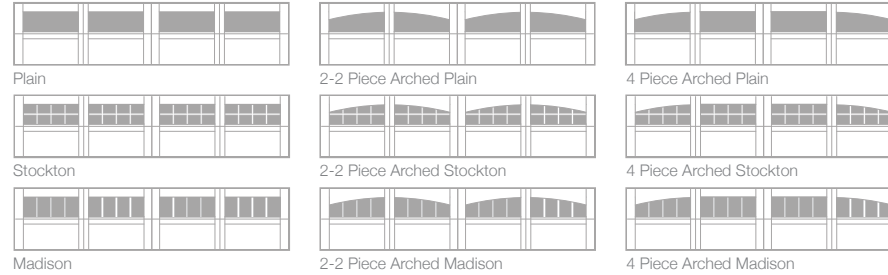 Plain
2-2 Piece Arched Plain
4 Piece Arched Plain
Stockton
2-2 Piece Arched Stockton
4 Piece Arched Stockton
Madison
2-2 Piece Arched Madison
4 Piece Arched Madison